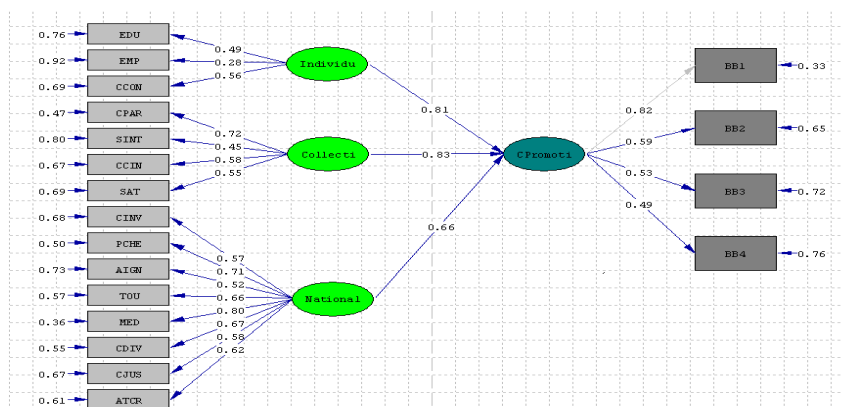 0.76 EDU
0.92 EMP
0.69 CCON
0.47 CPAR
0.80 SINT
0.67 CCIN
0.69 SAT
0.68 CINV
0.50 PCHE
0.73 AIGN
0.57 TOU
0.36 MED
0.55 CDIV
0.67 CJUS
0.61 ATCR
0.49
0.28
0.56
0.72
0.45
0.58
0.55
0.57
0.71
0.52
0.66
0.80
0.67
0.58
0.62
Individu
Collecti
National
0.81
0.83
0.66
CPromoti
0.82
0.59
0.53
0.49
BB1 0.33
BB2 0.65
BB3 0.72
BB4 0.76